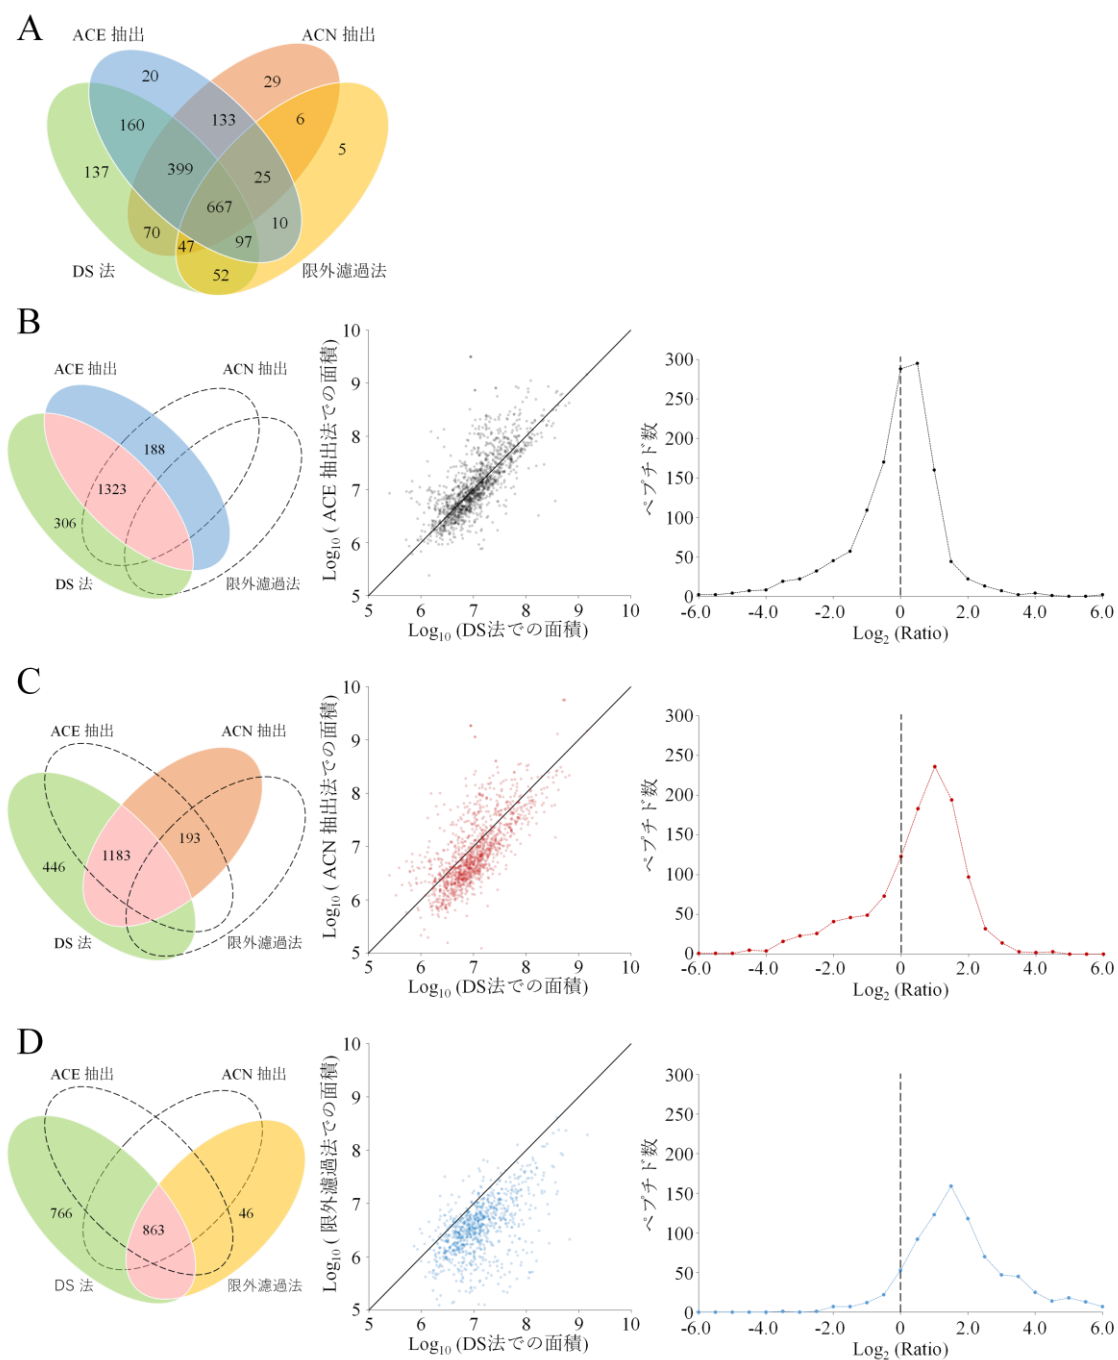 A
ACE 抽出
ACN 抽出
20
29
160
133
6
137
399
25
5
667
10
70
47
97
52
DS 法
限外濾過法
B
ACE 抽出
ACN 抽出
188
1323
306
DS 法
限外濾過法
Log10 ( ACE 抽出法での面積)
10
9
8
7
6
5
5 6 7 8 9 10
Log10 (DS法での面積)
ペプチド数
300
250
200
150
100
50
0
-6.0 -4.0 -2.0 0 2.0 4.0 6.0
Log2 (Ratio)
C
ACE 抽出
ACN 抽出
193
1183
446
DS 法
限外濾過法
Log10 ( ACN 抽出法での面積)
10
9
8
7
6
5
5 6 7 8 9 10
Log10 (DS法での面積)
ペプチド数
300
250
200
150
100
50
0
-6.0 -4.0 -2.0 0 2.0 4.0 6.0
Log2 (Ratio)
D
ACE 抽出
ACN 抽出
766
863
46
DS 法
限外濾過法
Log10 ( 限外濾過法での面積)
10
9
8
7
6
5
5 6 7 8 9 10
Log10 (DS法での面積)
ペプチド数
300
250
200
150
100
50
0
-6.0 -4.0 -2.0 0 2.0 4.0 6.0
Log2 (Ratio)